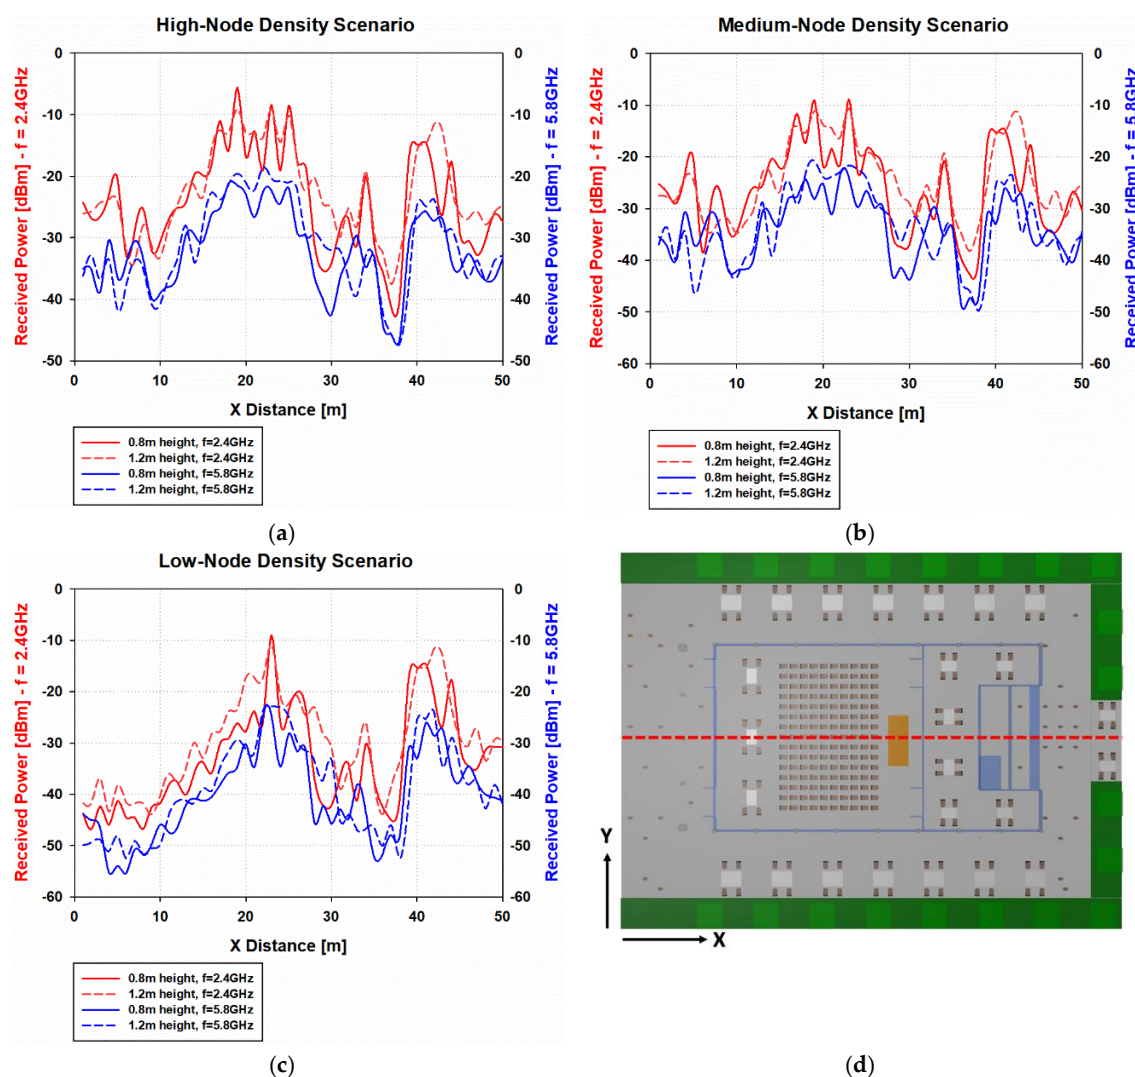 High-Node Density Scenario
0
-10
-20
-30
-40
-50
0
-10
-20
-30
-40
-50
0 10 20 30 40 50
X Distance [m]
Received Power [dBm] - f = 2.4GHz
Received Power [dBm] - f = 5.8GHz
0.8m height, f=2.4GHz
1.2m height, f=2.4GHz
0.8m height, f=5.8GHz
1.2m height, f=5.8GHz
(a)
Medium-Node Density Scenario
0
-10
-20
-30
-40
-50
-60
0
-10
-20
-30
-40
-50
-60
0 10 20 30 40 50
X Distance [m]
Received Power [dBm] - f = 2.4GHz
Received Power [dBm] - f = 5.8GHz
0.8m height, f=2.4GHz
1.2m height, f=2.4GHz
0.8m height, f=5.8GHz
1.2m height, f=5.8GHz
(b)
Low-Node Density Scenario
0
-10
-20
-30
-40
-50
-60
0
-10
-20
-30
-40
-50
-60
0 10 20 30 40 50
X Distance [m]
Received Power [dBm] - f = 2.4GHz
Received Power [dBm] - f = 5.8GHz
0.8m height, f=2.4GHz
1.2m height, f=2.4GHz
0.8m height, f=5.8GHz
1.2m height, f=5.8GHz
(c)
Y
X
(d)